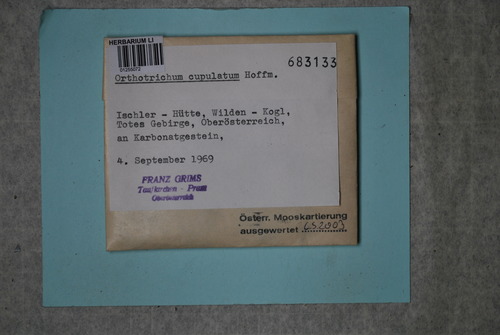 HERBARIUM LI
683133
Orthotrichum cupulatum Hoffm.
Ischler - Hütte, Wilden - Kogl,
Totes Gebirge, Oberösterreich,
an Karbonatgestein,
4. September 1969
FRANZ GRIMS
Taufkirchen - Pram
Oberösterreich
Österr. Mooskartierung
ausgewertet